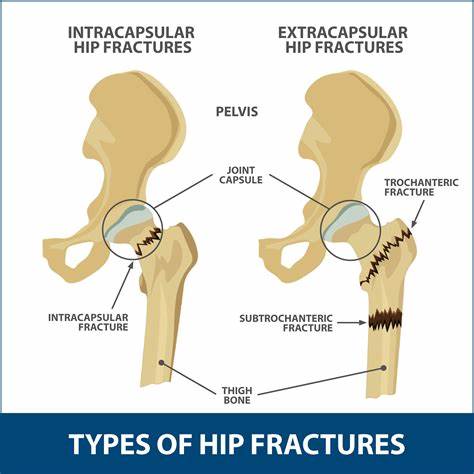 INTRACAPSULAR
HIP FRACTURES
EXTRACAPSULAR
HIP FRACTURES
PELVIS
JOINT
CAPSULE
TROCHANTERIC
FRACTURE
INTRACAPSULAR
FRACTURE
SUBTROCHANTERIC
FRACTURE
THIGH
BONE
TYPES OF HIP FRACTURES